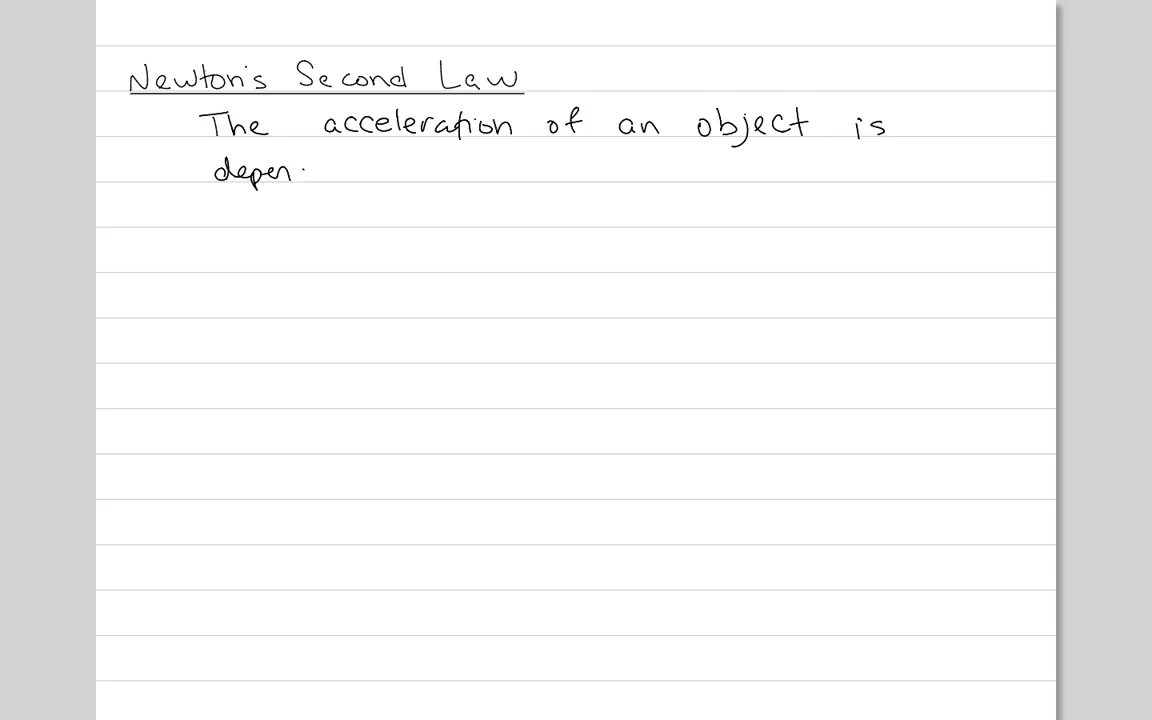 Newton's Second Law
The acceleration of an object is
depen